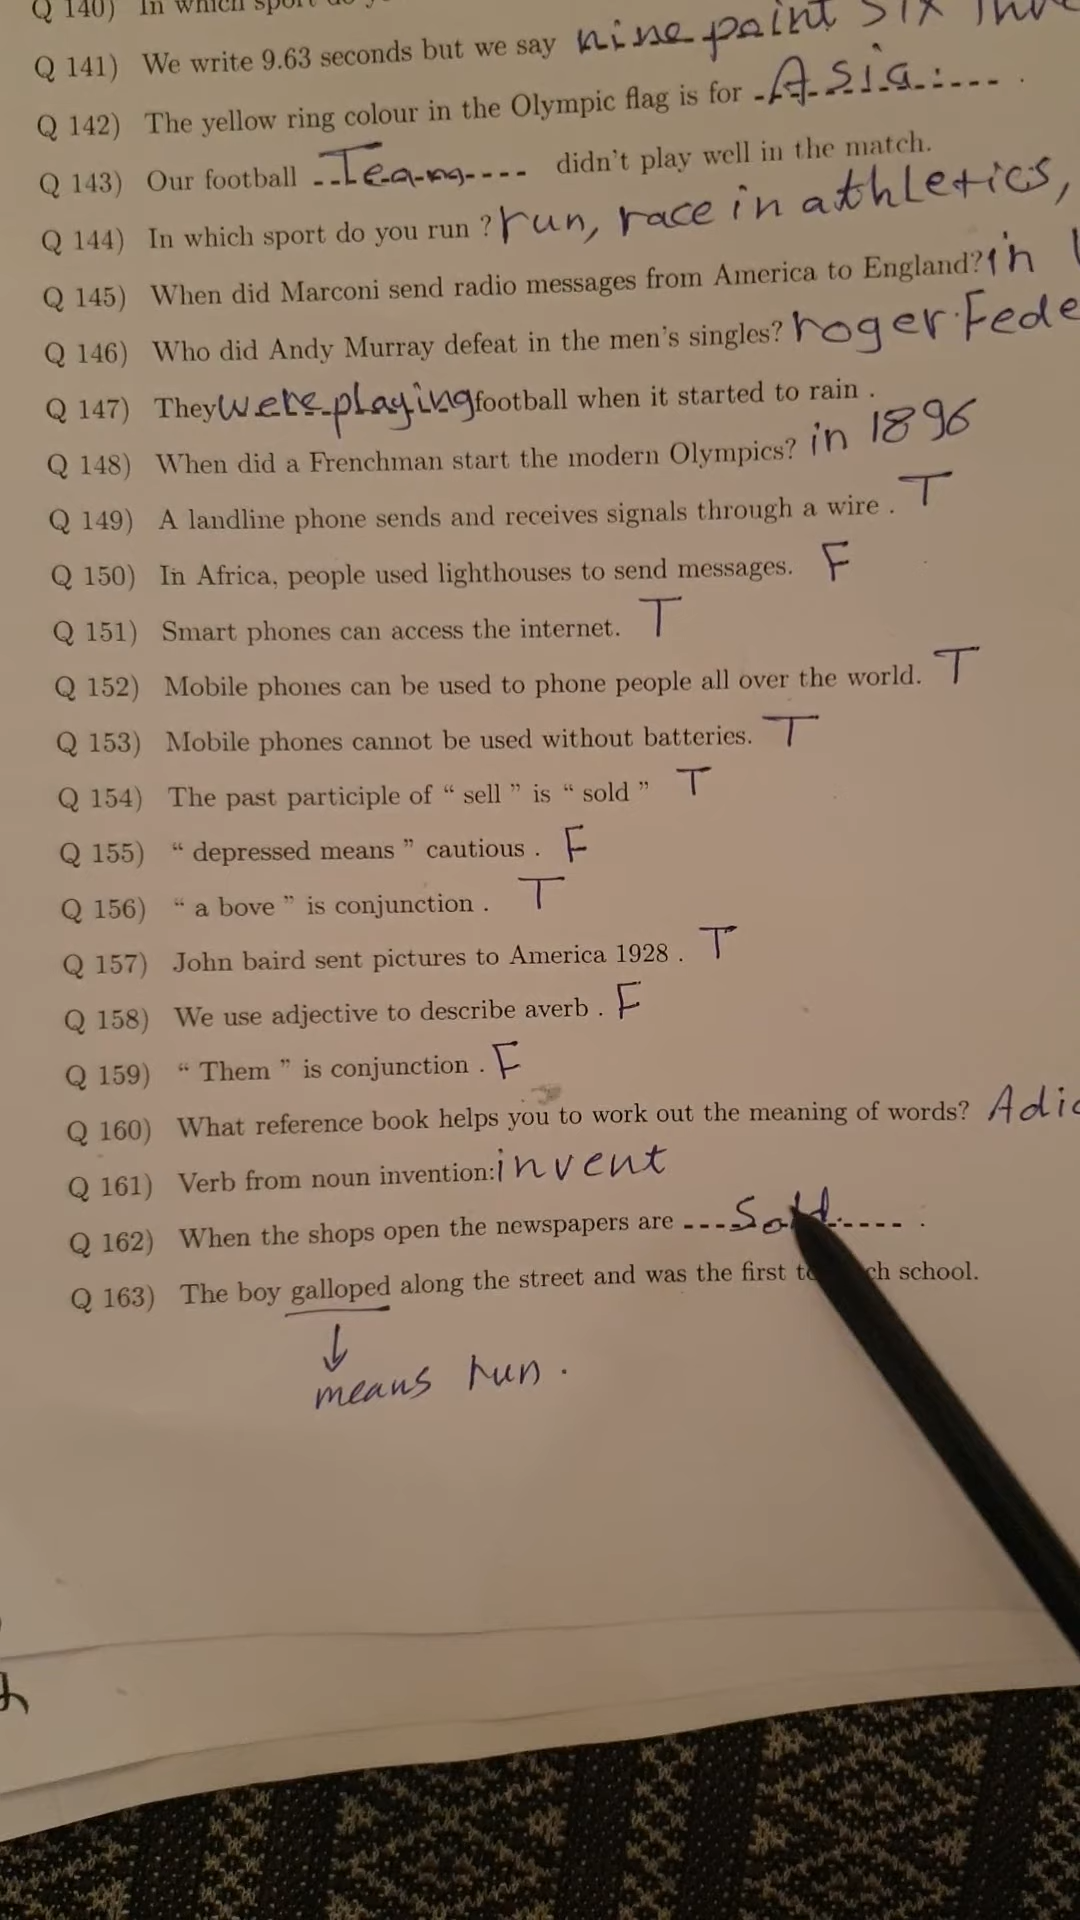 Q 140) In which sport do y
Q 141) We write 9.63 seconds but we say nine point six thre
Q 142) The yellow ring colour in the Olympic flag is for - Asia - - - .
Q 143) Our football - - Team - - - - didn't play well in the match.
Q 144) In which sport do you run ? run, race in athletics,
Q 145) When did Marconi send radio messages from America to England? in
Q 146) Who did Andy Murray defeat in the men's singles? roger Fede
Q 147) They were playing football when it started to rain .
Q 148) When did a Frenchman start the modern Olympics? in 1896
Q 149) A landline phone sends and receives signals through a wire . T
Q 150) In Africa, people used lighthouses to send messages. F
Q 151) Smart phones can access the internet. T
Q 152) Mobile phones can be used to phone people all over the world. T
Q 153) Mobile phones cannot be used without batteries. T
Q 154) The past participle of “ sell ” is “ sold ” T
Q 155) “ depressed means ” cautious . F
Q 156) “ a bove ” is conjunction . T
Q 157) John baird sent pictures to America 1928 . T
Q 158) We use adjective to describe averb . F
Q 159) “ Them ” is conjunction . F
Q 160) What reference book helps you to work out the meaning of words? Adic
Q 161) Verb from noun invention: invent
Q 162) When the shops open the newspapers are - - - Sold - - - - .
Q 163) The boy galloped along the street and was the first t ch school.
means run .